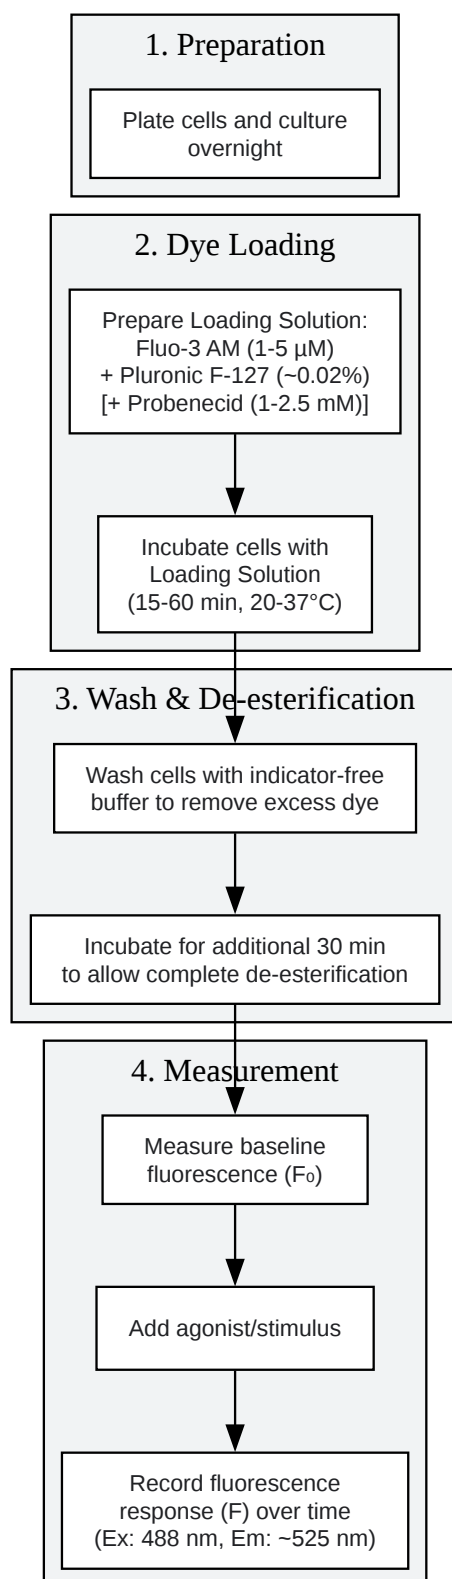 1. Preparation
Plate cells and culture
overnight
2. Dye Loading
Prepare Loading Solution:
Fluo-3 AM (1-5 µM)
+ Pluronic F-127 (~0.02%)
[+ Probenecid (1-2.5 mM)]
Incubate cells with
Loading Solution
(15-60 min, 20-37°C)
3. Wash & De-esterification
Wash cells with indicator-free
buffer to remove excess dye
Incubate for additional 30 min
to allow complete de-esterification
4. Measurement
Measure baseline
fluorescence (F₀)
Add agonist/stimulus
Record fluorescence
response (F) over time
(Ex: 488 nm, Em: ~525 nm)